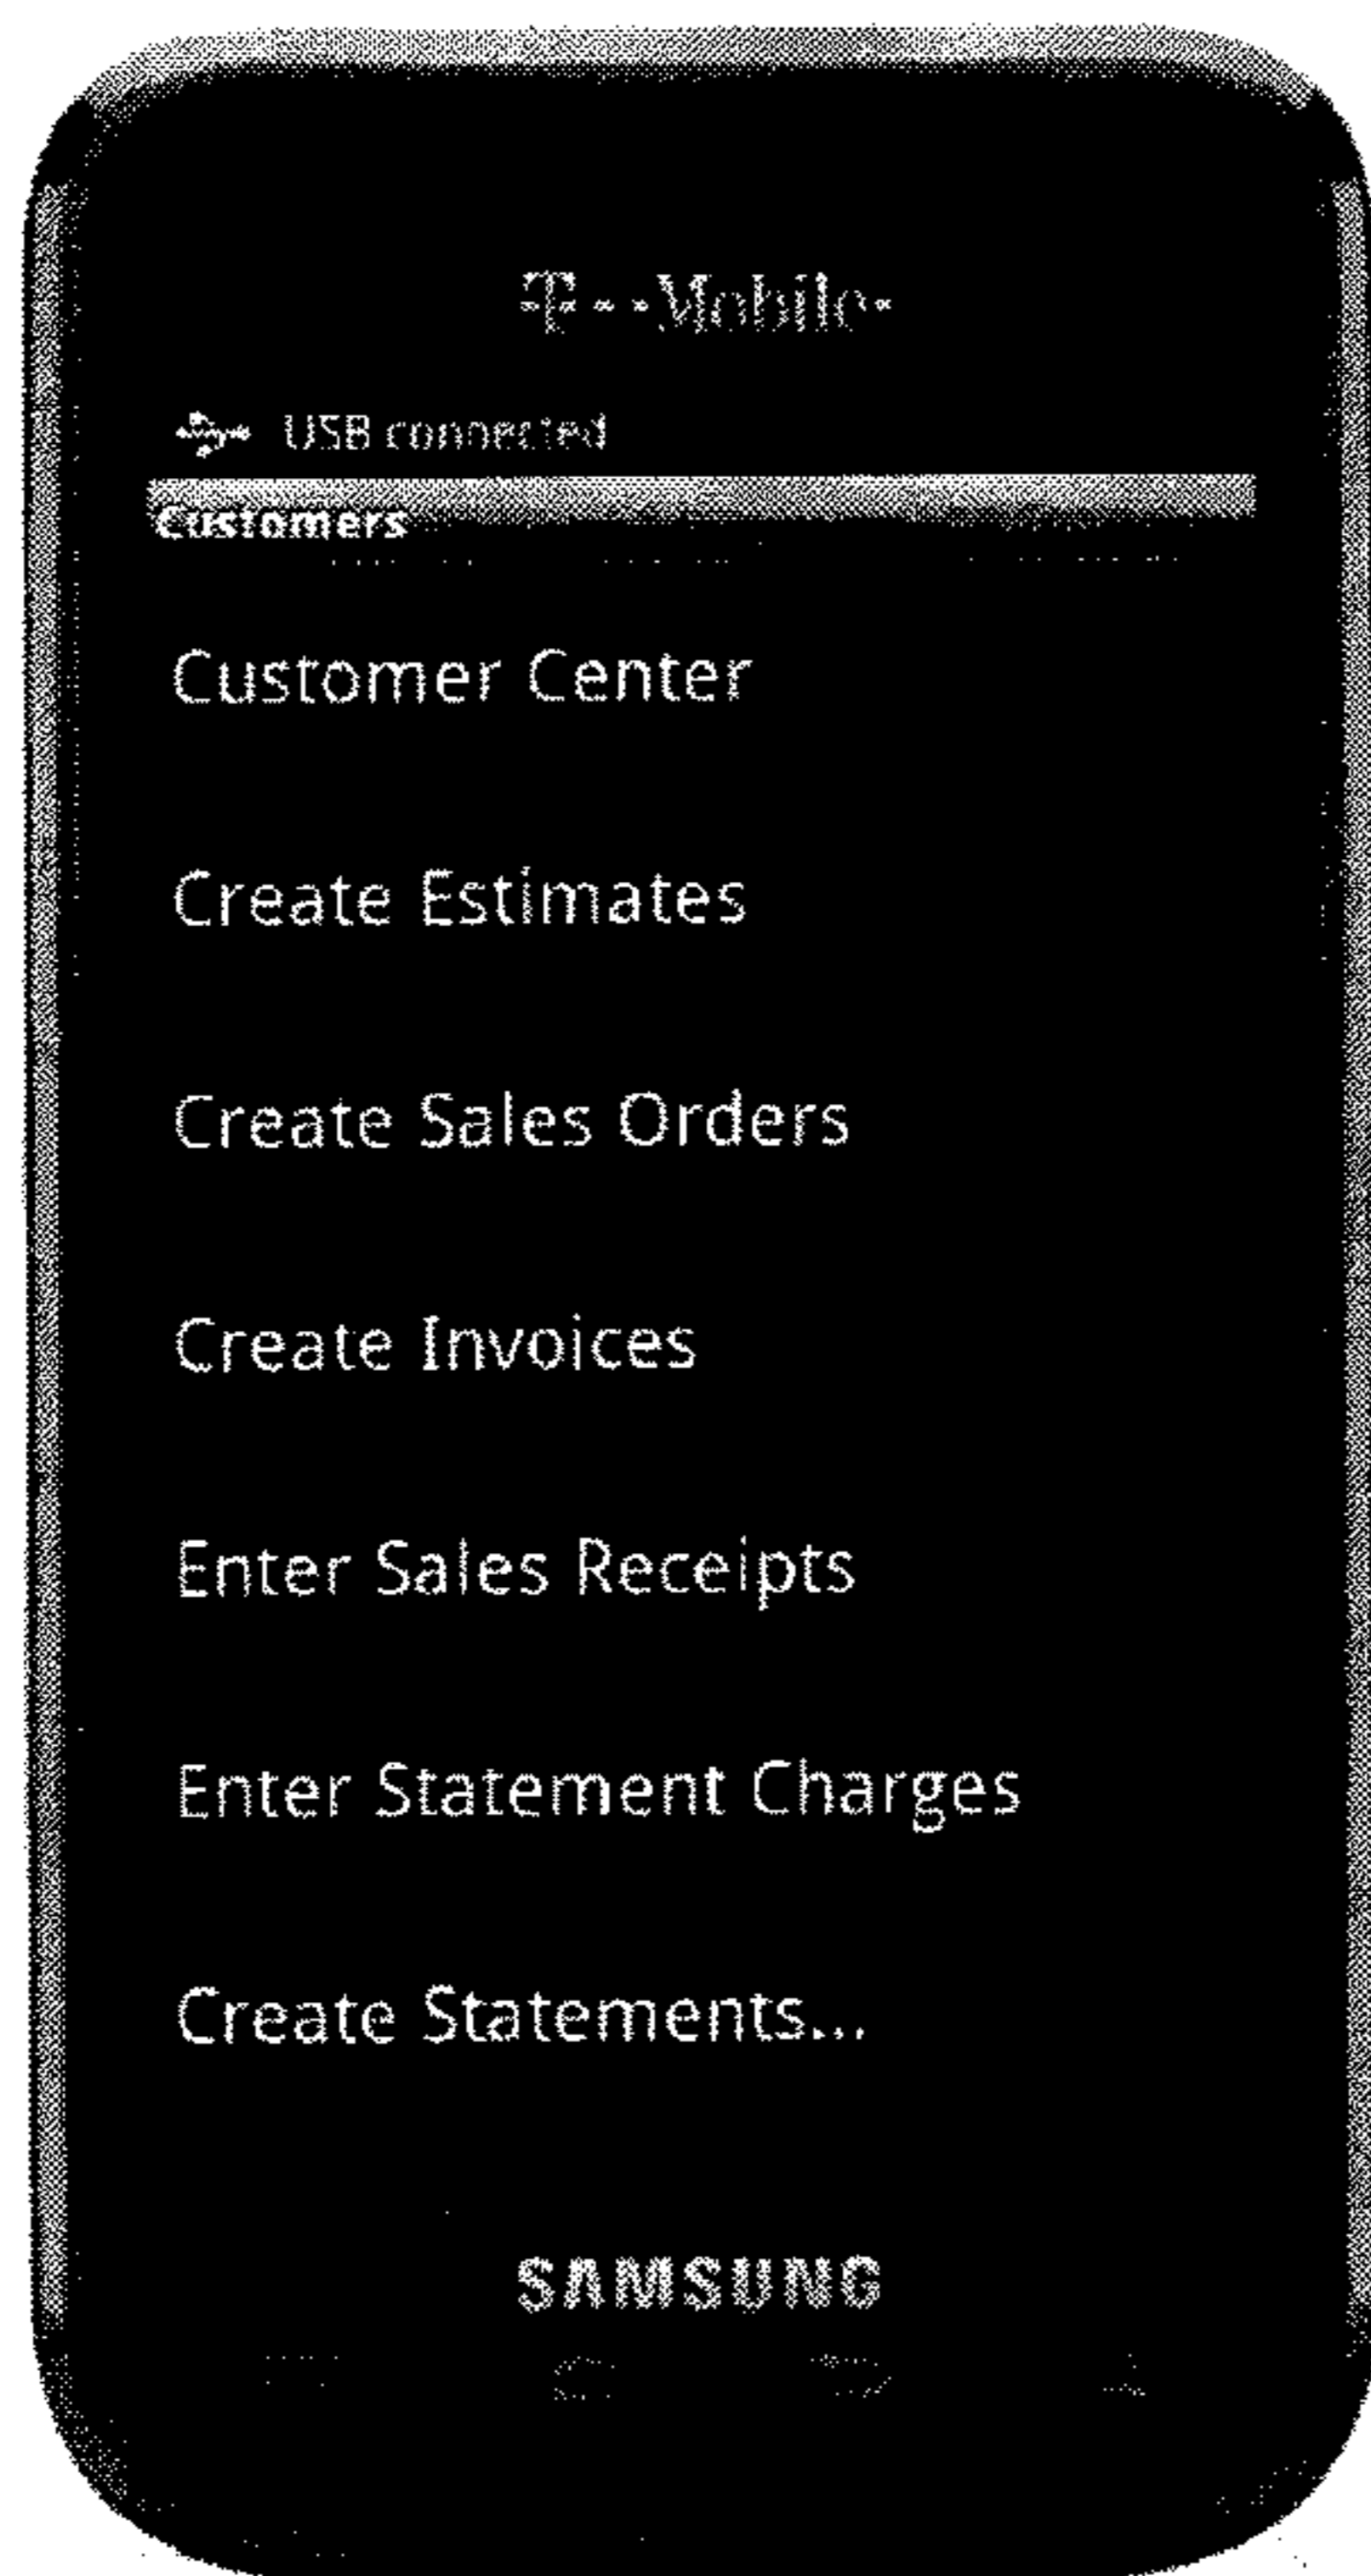 T--Mobile-
USB connected
Customers
Customer Center
Create Estimates
Create Sales Orders
Create Invoices
Enter Sales Receipts
Enter Statement Charges
Create Statements...
SAMSUNG